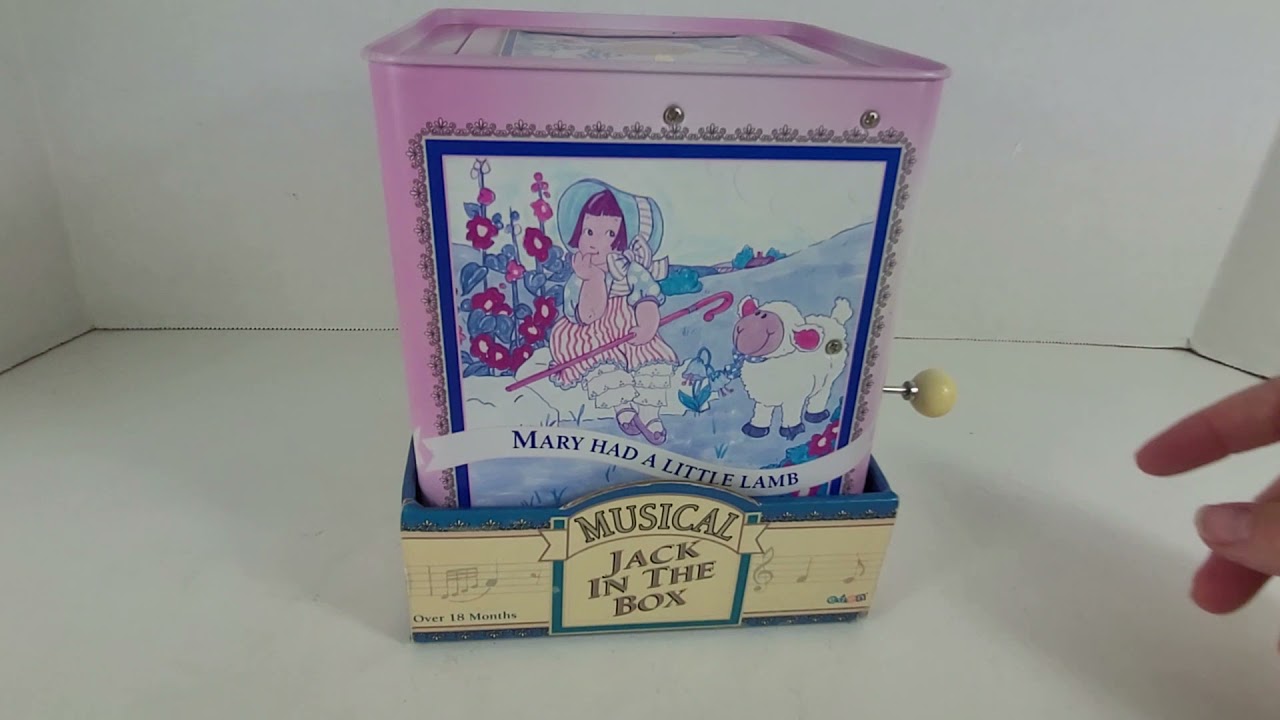 MARY HAD A LITTLE LAMB
MUSICAL
JACK
IN THE
BOX
Over 18 Months